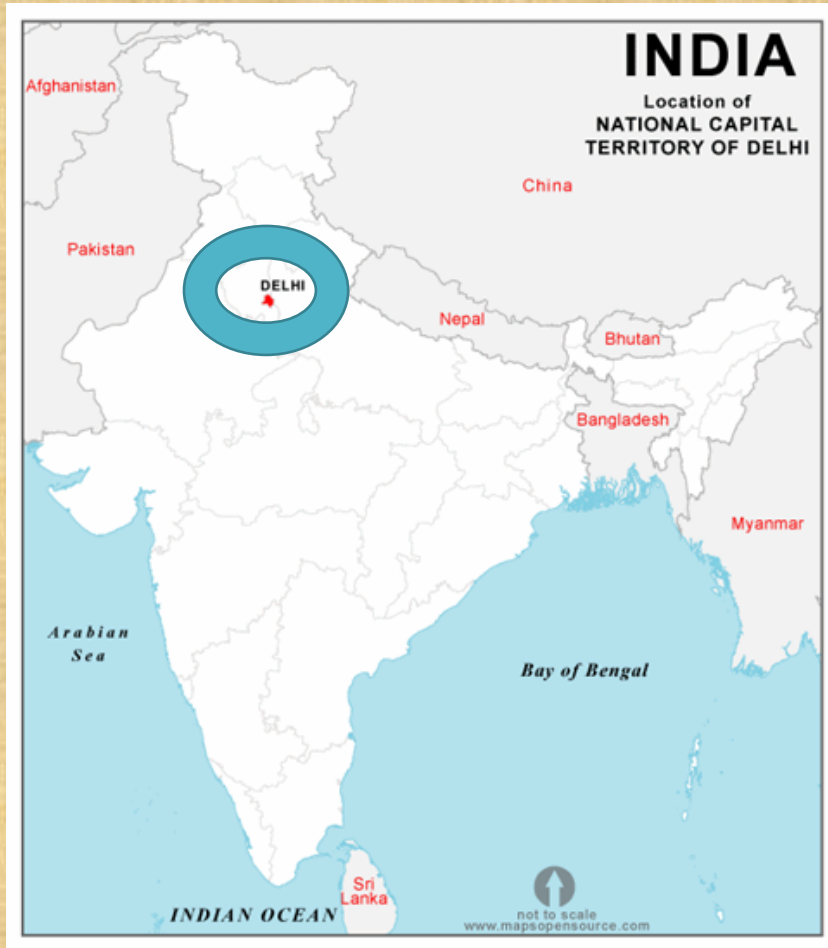 INDIA
Location of
NATIONAL CAPITAL
TERRITORY OF DELHI
Afghanistan
China
Pakistan
DELHI
Nepal
Bhutan
Bangladesh
Myanmar
Arabian
Sea
Bay of Bengal
Sri
Lanka
INDIAN OCEAN
not to scale
www.mapsopensource.com